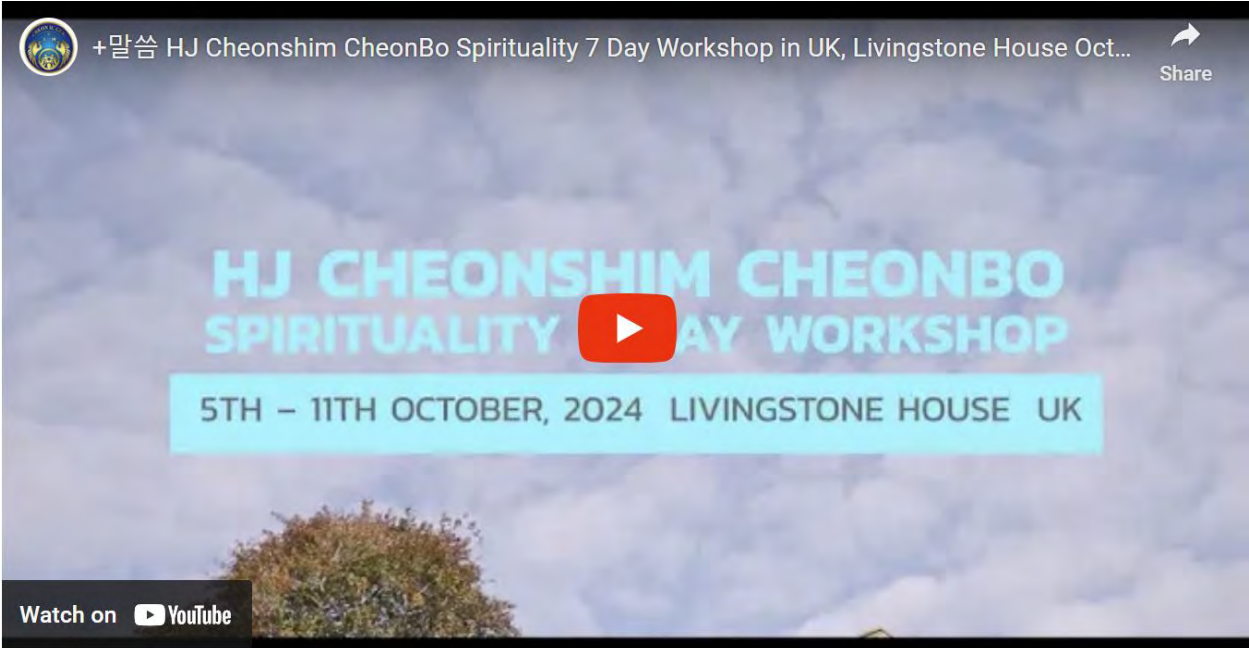 +말씀 HJ Cheonshim CheonBo Spirituality 7 Day Workshop in UK, Livingstone House Oct...
Share
HJ CHEONSHIM CHEONBO
SPIRITUALITY AY WORKSHOP
5TH – 11TH OCTOBER, 2024 LIVINGSTONE HOUSE UK
Watch on YouTube